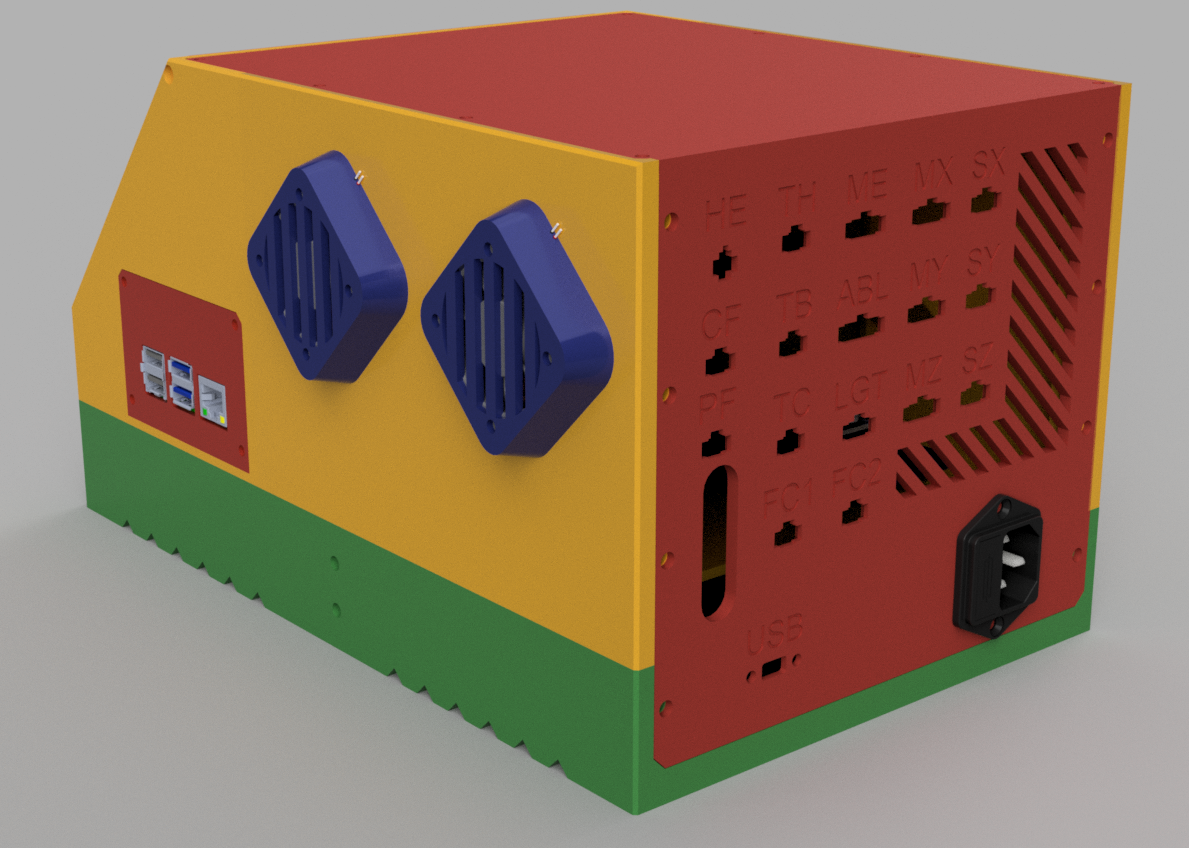 HE TH ME MX SX
CF TB ABL MY SY
PF TC LGT MZ SZ
FC1 FC2
USB